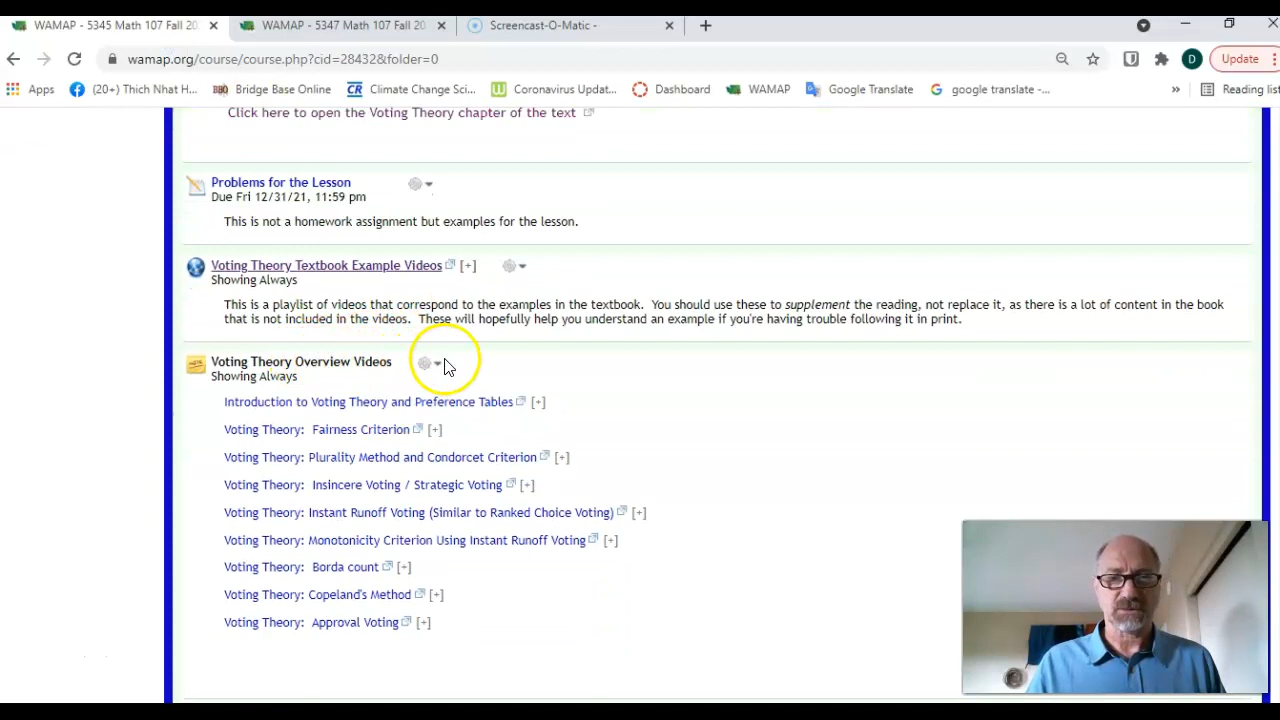 WAMAP - 5345 Math 107 Fall 20
WAMAP - 5347 Math 107 Fall 20
Screencast-O-Matic -
wamap.org/course/course.php?cid=28432&folder=0
D
Update
Apps
(20+) Thich Nhat H...
BBO
Bridge Base Online
CR
Climate Change Sci...
Coronavirus Updat...
Dashboard
WAMAP
Google Translate
google translate -...
»
Reading list
Click here to open the Voting Theory chapter of the text
Problems for the Lesson
Due Fri 12/31/21, 11:59 pm
This is not a homework assignment but examples for the lesson.
Voting Theory Textbook Example Videos [+]
Showing Always
This is a playlist of videos that correspond to the examples in the textbook. You should use these to supplement the reading, not replace it, as there is a lot of content in the book
that is not included in the videos. These will hopefully help you understand an example if you're having trouble following it in print.
Voting Theory Overview Videos
Showing Always
Introduction to Voting Theory and Preference Tables [+]
Voting Theory: Fairness Criterion [+]
Voting Theory: Plurality Method and Condorcet Criterion [+]
Voting Theory: Insincere Voting / Strategic Voting [+]
Voting Theory: Instant Runoff Voting (Similar to Ranked Choice Voting) [+]
Voting Theory: Monotonicity Criterion Using Instant Runoff Voting [+]
Voting Theory: Borda count [+]
Voting Theory: Copeland's Method [+]
Voting Theory: Approval Voting [+]